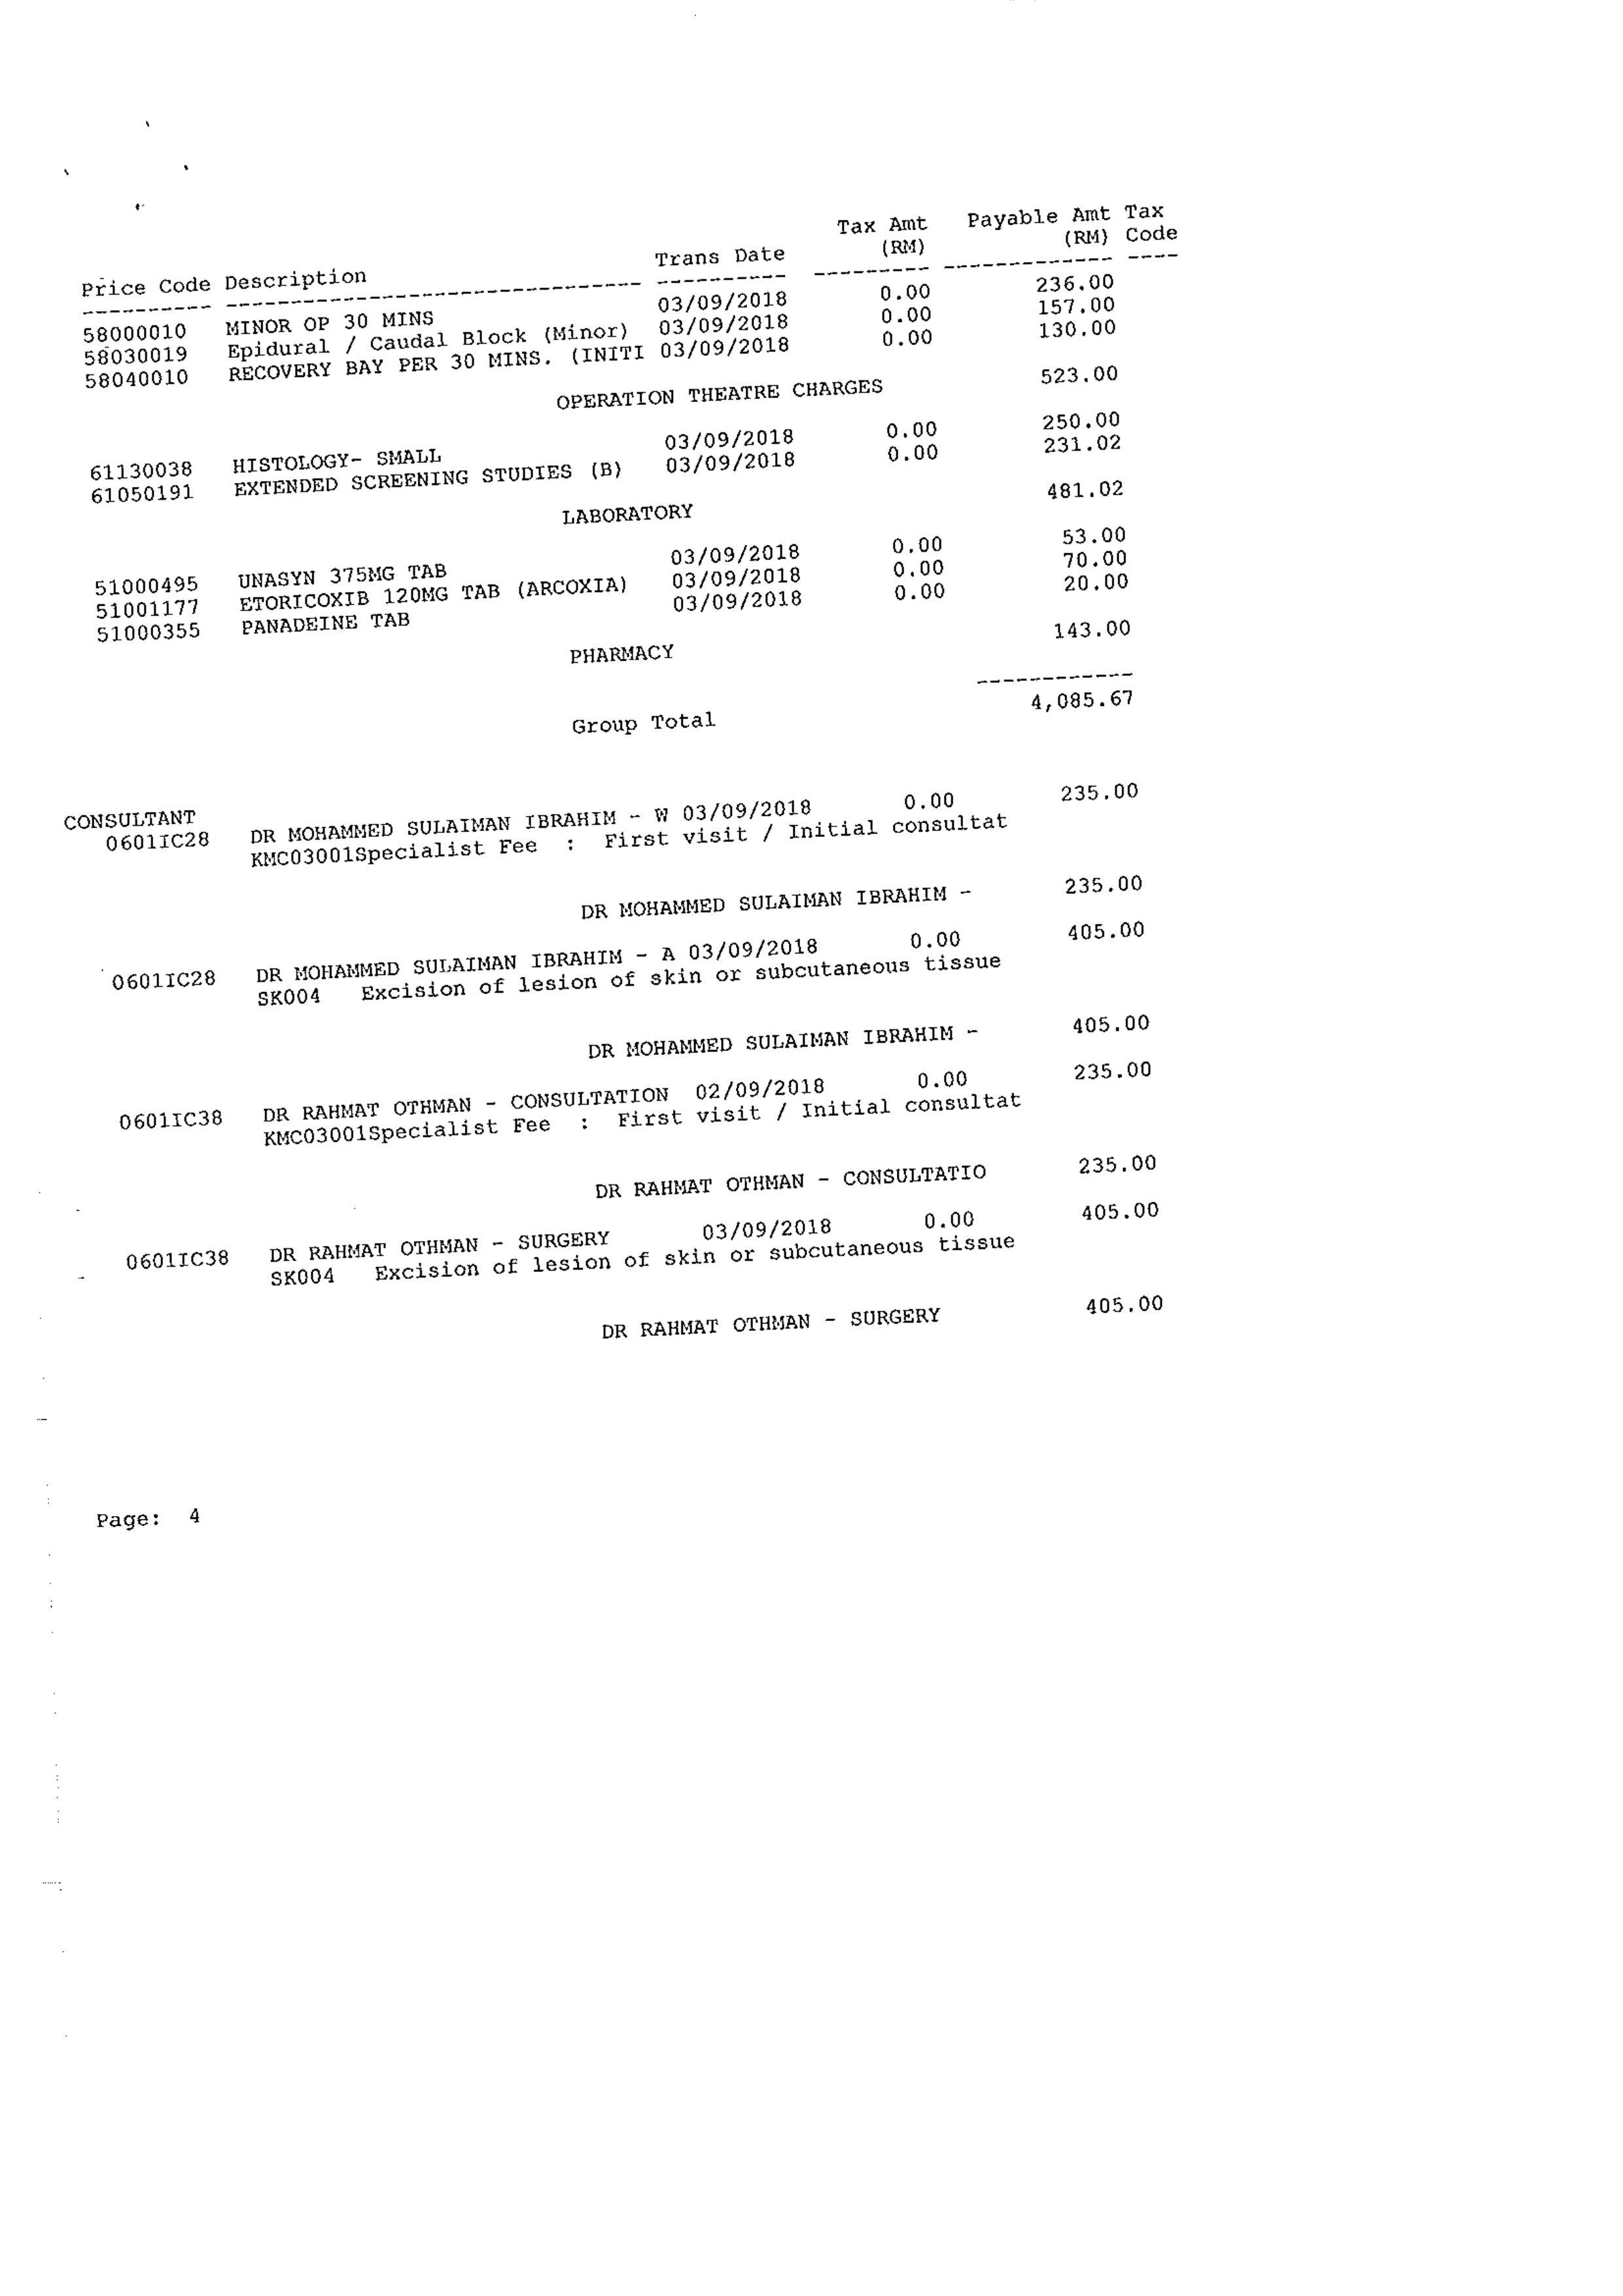 Tax Amt Payable Amt Tax
Price Code Description Trans Date (RM) (RM) Code
---------- ------------------------------- ---------- --------- ------------- ----
58000010 MINOR OP 30 MINS 03/09/2018 0.00 236.00
58030019 Epidural / Caudal Block (Minor) 03/09/2018 0.00 157.00
58040010 RECOVERY BAY PER 30 MINS. (INITI 03/09/2018 0.00 130.00
OPERATION THEATRE CHARGES 523.00
61130038 HISTOLOGY- SMALL 03/09/2018 0.00 250.00
61050191 EXTENDED SCREENING STUDIES (B) 03/09/2018 0.00 231.02
LABORATORY 481.02
51000495 UNASYN 375MG TAB 03/09/2018 0.00 53.00
51001177 ETORICOXIB 120MG TAB (ARCOXIA) 03/09/2018 0.00 70.00
51000355 PANADEINE TAB 03/09/2018 0.00 20.00
PHARMACY 143.00
------------
Group Total 4,085.67
CONSULTANT
0601IC28 DR MOHAMMED SULAIMAN IBRAHIM - W 03/09/2018 0.00 235.00
KMC03001Specialist Fee : First visit / Initial consultat
DR MOHAMMED SULAIMAN IBRAHIM - 235.00
0601IC28 DR MOHAMMED SULAIMAN IBRAHIM - A 03/09/2018 0.00 405.00
SK004 Excision of lesion of skin or subcutaneous tissue
DR MOHAMMED SULAIMAN IBRAHIM - 405.00
0601IC38 DR RAHMAT OTHMAN - CONSULTATION 02/09/2018 0.00 235.00
KMC03001Specialist Fee : First visit / Initial consultat
DR RAHMAT OTHMAN - CONSULTATIO 235.00
0601IC38 DR RAHMAT OTHMAN - SURGERY 03/09/2018 0.00 405.00
SK004 Excision of lesion of skin or subcutaneous tissue
DR RAHMAT OTHMAN - SURGERY 405.00
Page: 4